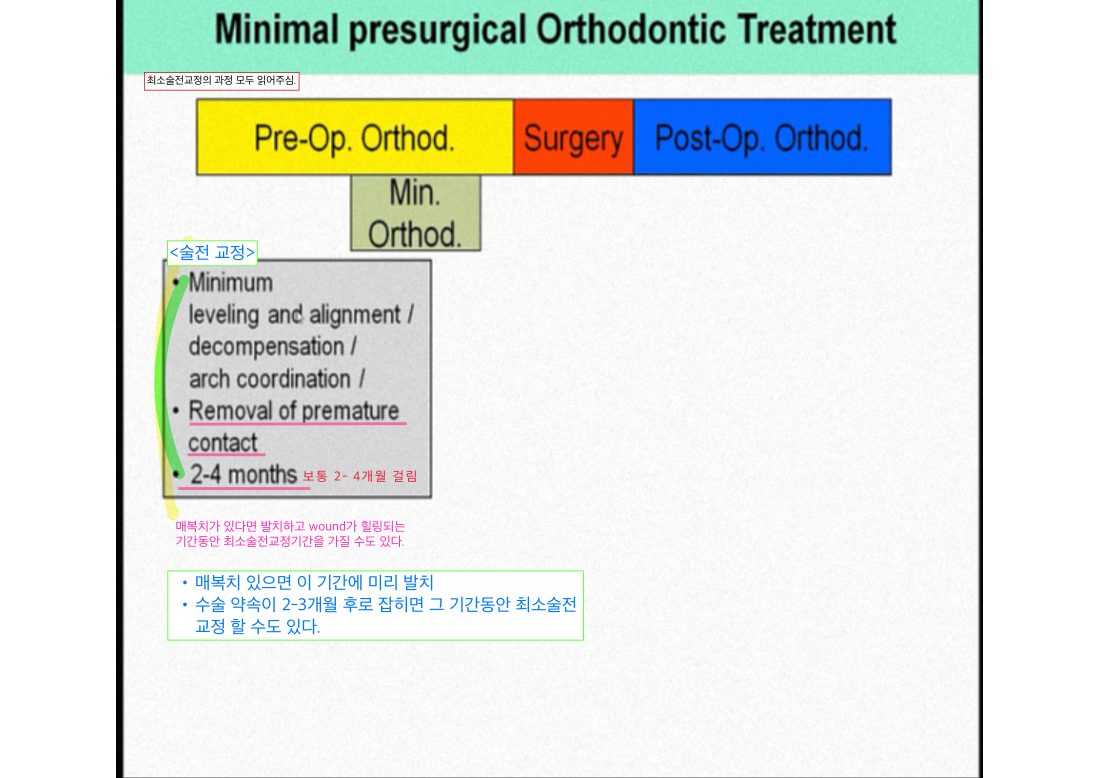 Minimal presurgical Orthodontic Treatment
최소술전교정의 과정 모두 읽어주심.
Pre-Op. Orthod.
Surgery
Post-Op. Orthod.
Min.
Orthod.
<술전 교정>
• Minimum
leveling and alignment /
decompensation /
arch coordination /
• Removal of premature
contact
• 2-4 months 보통 2- 4개월 걸림
매복치가 있다면 발치하고 wound가 힐링되는
기간동안 최소술전교정기간을 가질 수도 있다.
• 매복치 있으면 이 기간에 미리 발치
• 수술 약속이 2-3개월 후로 잡히면 그 기간동안 최소술전
교정 할 수도 있다.